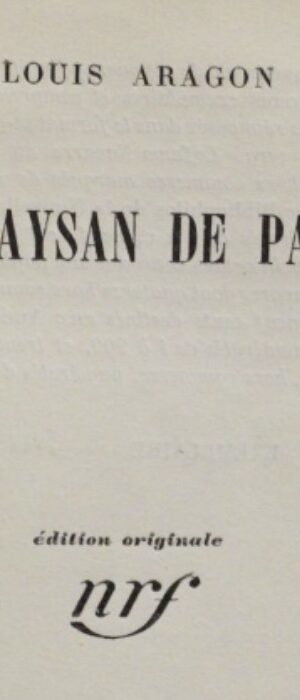 LOUIS ARAGON
AYSAN DE PA
édition originale
nrf